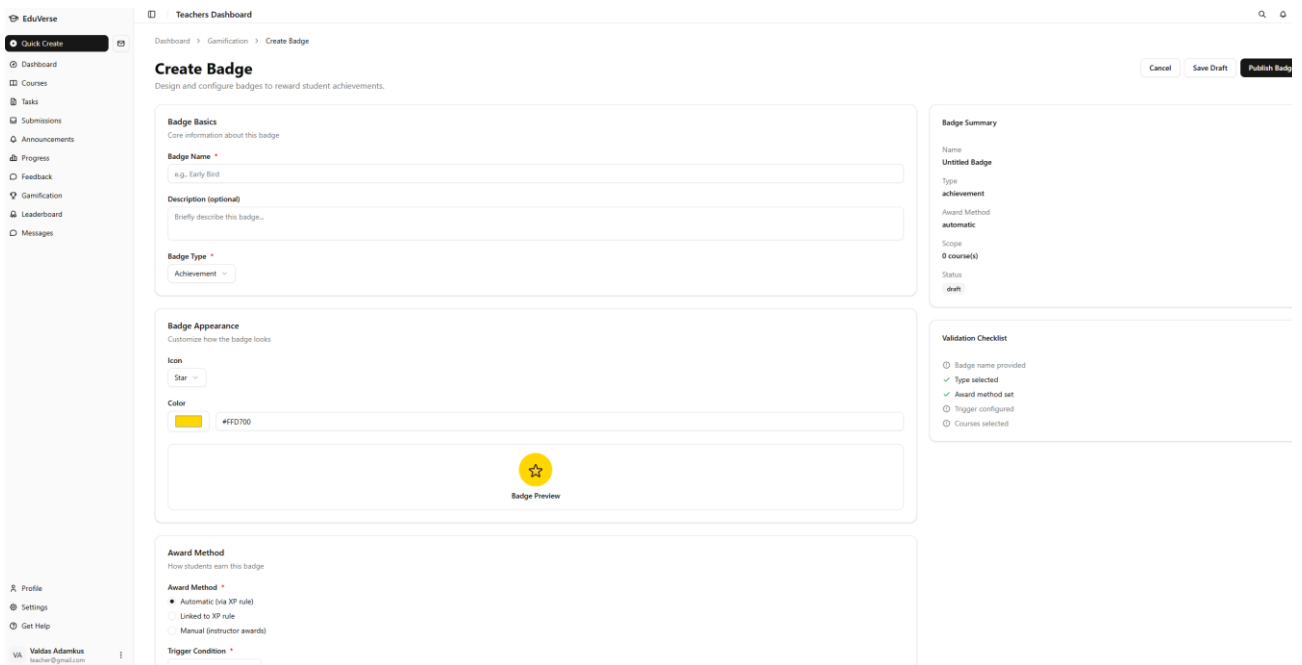 EduVerse
Quick Create
Dashboard
Courses
Tasks
Submissions
Announcements
Progress
Feedback
Gamification
Leaderboard
Messages
Profile
Settings
Get Help
VA
Valdas Adamkus
teacher@gmail.com
Teachers Dashboard
Dashboard > Gamification > Create Badge
Create Badge
Design and configure badges to reward student achievements.
Cancel
Save Draft
Publish Badg
Badge Basics
Core information about this badge
Badge Name *
e.g., Early Bird
Description (optional)
Briefly describe this badge...
Badge Type *
Achievement
Badge Appearance
Customize how the badge looks
Icon
Star
Color
#FFD700
Badge Preview
Award Method
How students earn this badge
Award Method *
Automatic (via XP rule)
Linked to XP rule
Manual (instructor awards)
Trigger Condition *
Badge Summary
Name
Untitled Badge
Type
achievement
Award Method
automatic
Scope
0 course(s)
Status
draft
Validation Checklist
Badge name provided
Type selected
Award method set
Trigger configured
Courses selected